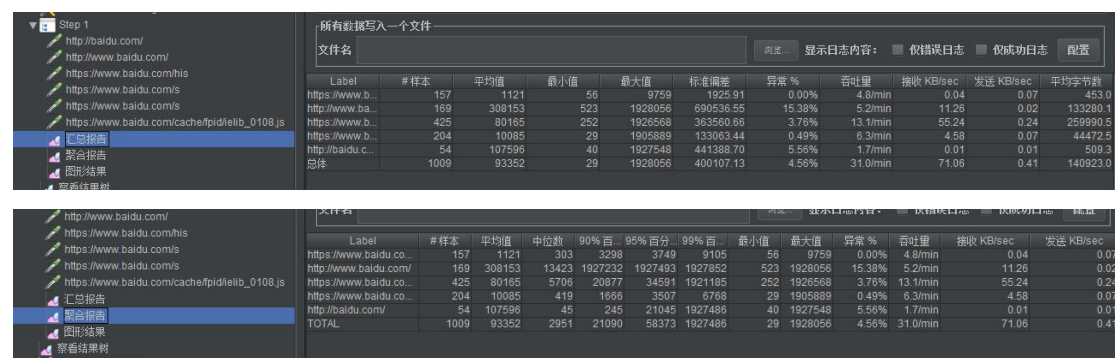 Step 1
http://baidu.com/
http://www.baidu.com/
https://www.baidu.com/his
https://www.baidu.com/s
https://www.baidu.com/s
https://www.baidu.com/cache/fpid/ielib_0108.js
汇总报告
聚合报告
图形结果
察看结果树
所有数据写入一个文件
文件名 浏览... 显示日志内容: 仅错误日志 仅成功日志 配置
Label # 样本 平均值 最小值 最大值 标准偏差 异常 % 吞吐量 接收 KB/sec 发送 KB/sec 平均字节数
https://www.b... 157 1121 56 9759 1925.91 0.00% 4.8/min 0.04 0.07 453.0
http://www.ba... 169 308153 523 1928056 690536.55 15.38% 5.2/min 11.26 0.02 133280.1
https://www.b... 425 80165 252 1926568 363560.66 3.76% 13.1/min 55.24 0.24 259990.5
https://www.b... 204 10085 29 1905889 133063.44 0.49% 6.3/min 4.58 0.07 44472.5
http://baidu.c... 54 107596 40 1927548 441388.70 5.56% 1.7/min 0.01 0.01 509.3
总体 1009 93352 29 1928056 400107.13 4.56% 31.0/min 71.06 0.41 140923.0
http://www.baidu.com/
https://www.baidu.com/his
https://www.baidu.com/s
https://www.baidu.com/s
https://www.baidu.com/cache/fpid/ielib_0108.js
汇总报告
聚合报告
图形结果
察看结果树
文件名 浏览... 显示日志内容: 仅错误日志 仅成功日志 配置
Label # 样本 平均值 中位数 90% 百... 95% 百分... 99% 百... 最小值 最大值 异常 % 吞吐量 接收 KB/sec 发送 KB/sec
https://www.baidu.co... 157 1121 303 3298 3749 9105 56 9759 0.00% 4.8/min 0.04 0.07
http://www.baidu.com/ 169 308153 13423 1927232 1927493 1927852 523 1928056 15.38% 5.2/min 11.26 0.02
https://www.baidu.co... 425 80165 5706 20877 34591 1921185 252 1926568 3.76% 13.1/min 55.24 0.24
https://www.baidu.co... 204 10085 419 1666 3507 6768 29 1905889 0.49% 6.3/min 4.58 0.07
http://baidu.com/ 54 107596 45 245 21045 1927486 40 1927548 5.56% 1.7/min 0.01 0.01
TOTAL 1009 93352 2951 21090 58373 1927486 29 1928056 4.56% 31.0/min 71.06 0.41